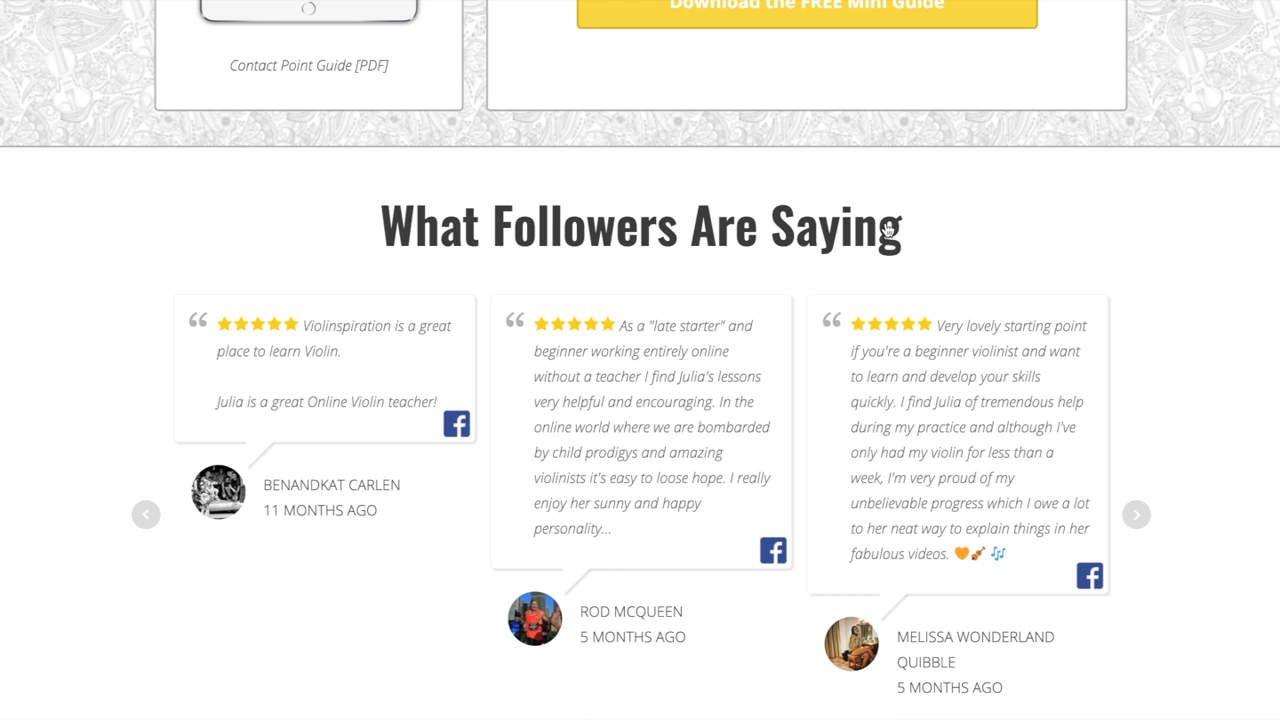 Download the FREE Mini Guide
Contact Point Guide [PDF]
What Followers Are Saying
“ Violinspiration is a great
place to learn Violin.
Julia is a great Online Violin teacher!
BENANDKAT CARLEN
11 MONTHS AGO
“ As a "late starter" and
beginner working entirely online
without a teacher I find Julia's lessons
very helpful and encouraging. In the
online world where we are bombarded
by child prodigys and amazing
violinists it's easy to loose hope. I really
enjoy her sunny and happy
personality...
ROD MCQUEEN
5 MONTHS AGO
“ Very lovely starting point
if you're a beginner violinist and want
to learn and develop your skills
quickly. I find Julia of tremendous help
during my practice and although I've
only had my violin for less than a
week, I'm very proud of my
unbelievable progress which I owe a lot
to her neat way to explain things in her
fabulous videos. 🧡🎻 🎶
MELISSA WONDERLAND
QUIBBLE
5 MONTHS AGO